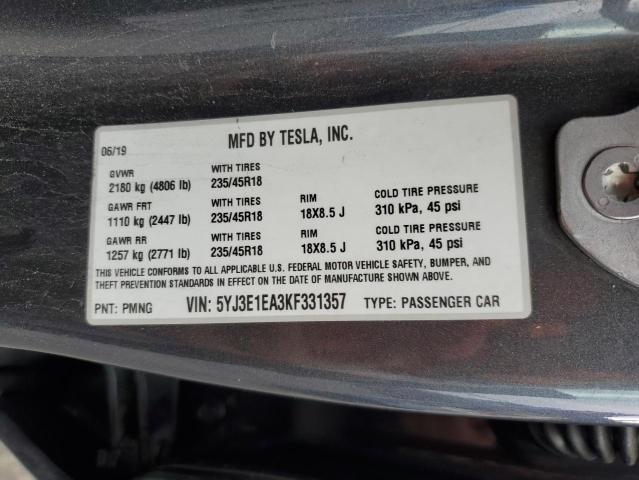 06/19 MFD BY TESLA, INC.
GVWR WITH TIRES
2180 kg (4806 lb) 235/45R18
GAWR FRT WITH TIRES RIM COLD TIRE PRESSURE
1110 kg (2447 lb) 235/45R18 18X8.5 J 310 kPa, 45 psi
GAWR RR WITH TIRES RIM COLD TIRE PRESSURE
1257 kg (2771 lb) 235/45R18 18X8.5 J 310 kPa, 45 psi
THIS VEHICLE CONFORMS TO ALL APPLICABLE U.S. FEDERAL MOTOR VEHICLE SAFETY, BUMPER, AND
THEFT PREVENTION STANDARDS IN EFFECT ON THE DATE OF MANUFACTURE SHOWN ABOVE.
PNT: PMNG VIN: 5YJ3E1EA3KF331357 TYPE: PASSENGER CAR